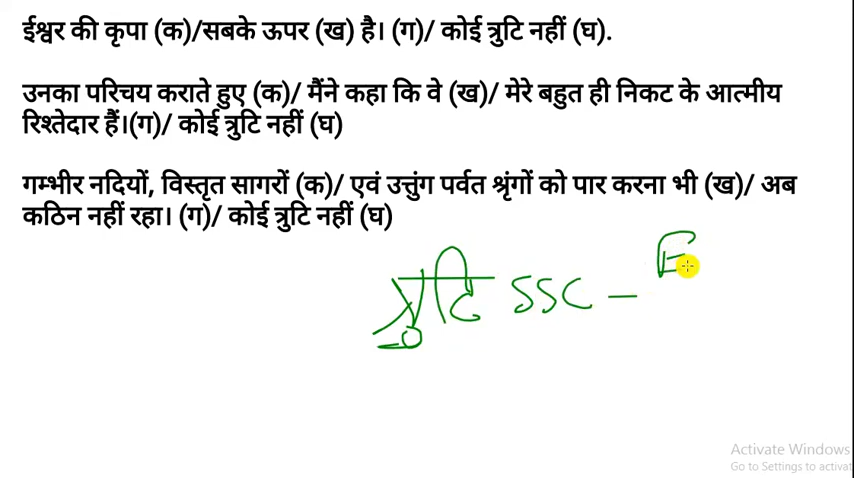 ईश्वर की कृपा (क)/सबके ऊपर (ख) है। (ग)/ कोई त्रुटि नहीं (घ).
उनका परिचय कराते हुए (क)/ मैंने कहा कि वे (ख)/ मेरे बहुत ही निकट के आत्मीय
रिश्तेदार हैं।(ग)/ कोई त्रुटि नहीं (घ)
गम्भीर नदियों, विस्तृत सागरों (क)/ एवं उत्तुंग पर्वत श्रृंगों को पार करना भी (ख)/ अब
कठिन नहीं रहा। (ग)/ कोई त्रुटि नहीं (घ)
त्रुटि SSC – E
Activate Windows
Go to Settings to activat